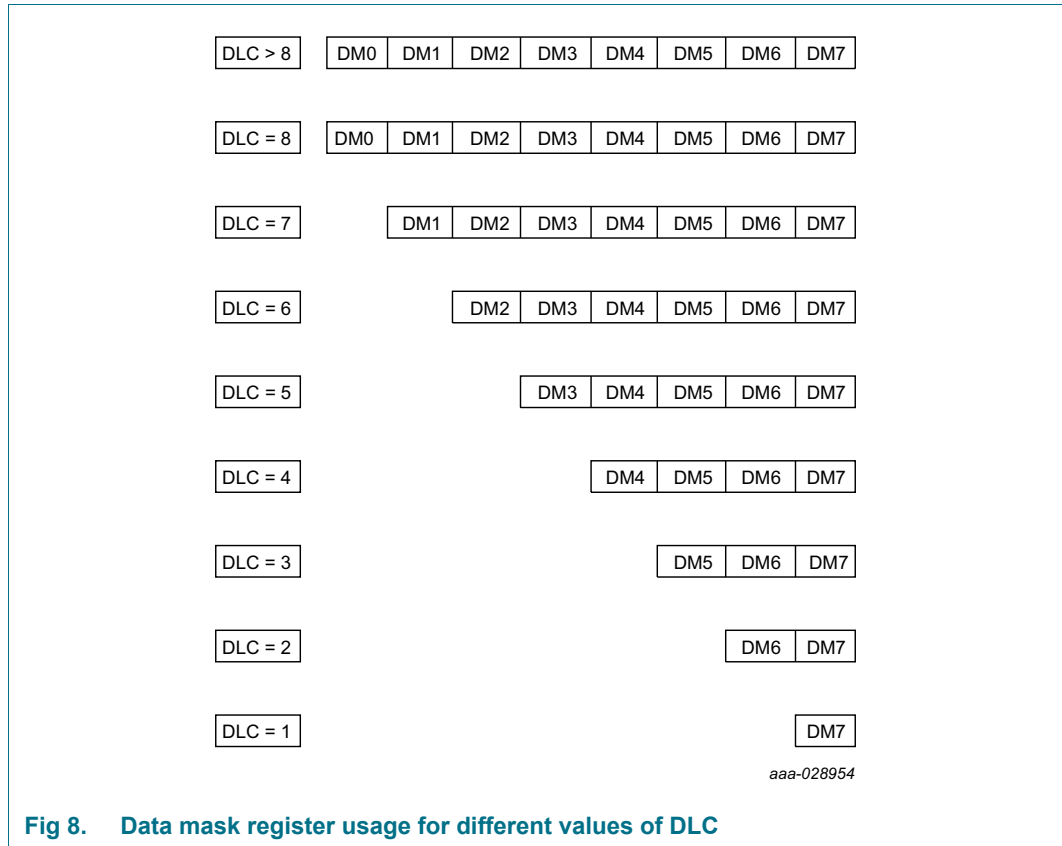 DLC > 8 DM0 DM1 DM2 DM3 DM4 DM5 DM6 DM7
DLC = 8 DM0 DM1 DM2 DM3 DM4 DM5 DM6 DM7
DLC = 7 DM1 DM2 DM3 DM4 DM5 DM6 DM7
DLC = 6 DM2 DM3 DM4 DM5 DM6 DM7
DLC = 5 DM3 DM4 DM5 DM6 DM7
DLC = 4 DM4 DM5 DM6 DM7
DLC = 3 DM5 DM6 DM7
DLC = 2 DM6 DM7
DLC = 1 DM7
aaa-028954
Fig 8. Data mask register usage for different values of DLC